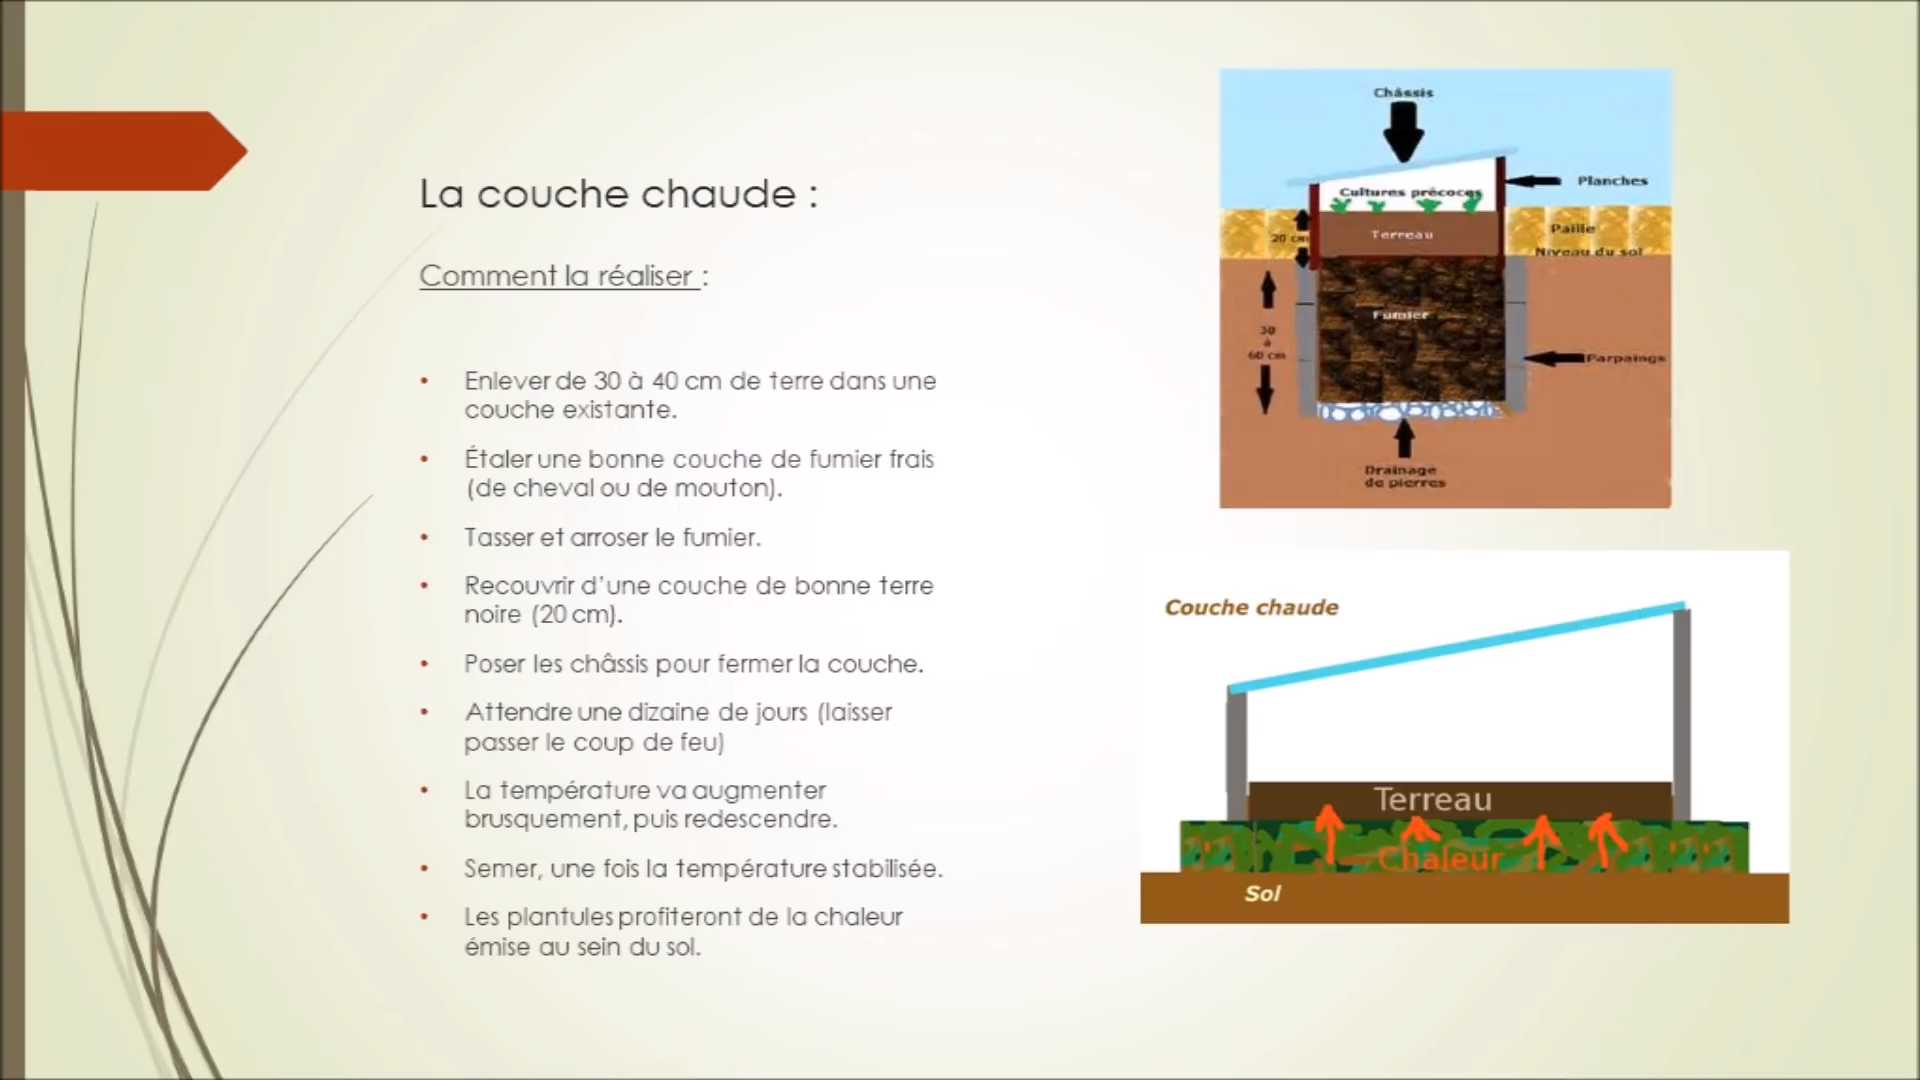 La couche chaude :
Comment la réaliser :
• Enlever de 30 à 40 cm de terre dans une
couche existante.
• Étaler une bonne couche de fumier frais
(de cheval ou de mouton).
• Tasser et arroser le fumier.
• Recouvrir d’une couche de bonne terre
noire (20 cm).
• Poser les châssis pour fermer la couche.
• Attendre une dizaine de jours (laisser
passer le coup de feu)
• La température va augmenter
brusquement, puis redescendre.
• Semer, une fois la température stabilisée.
• Les plantules profiteront de la chaleur
émise au sein du sol.
Châssis
Planches
Cultures précoces
20 cm
Terreau
Paille
Niveau du sol
Fumier
30
à
60 cm
Parpaings
Drainage
de pierres
Couche chaude
Terreau
Chaleur
Sol